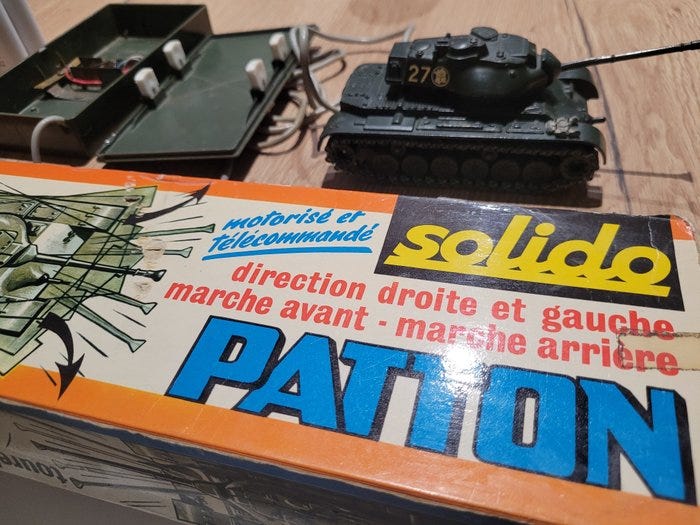 27
motorisé et
télécommandé
solido
direction droite et gauche
marche avant - marche arrière
PATTON